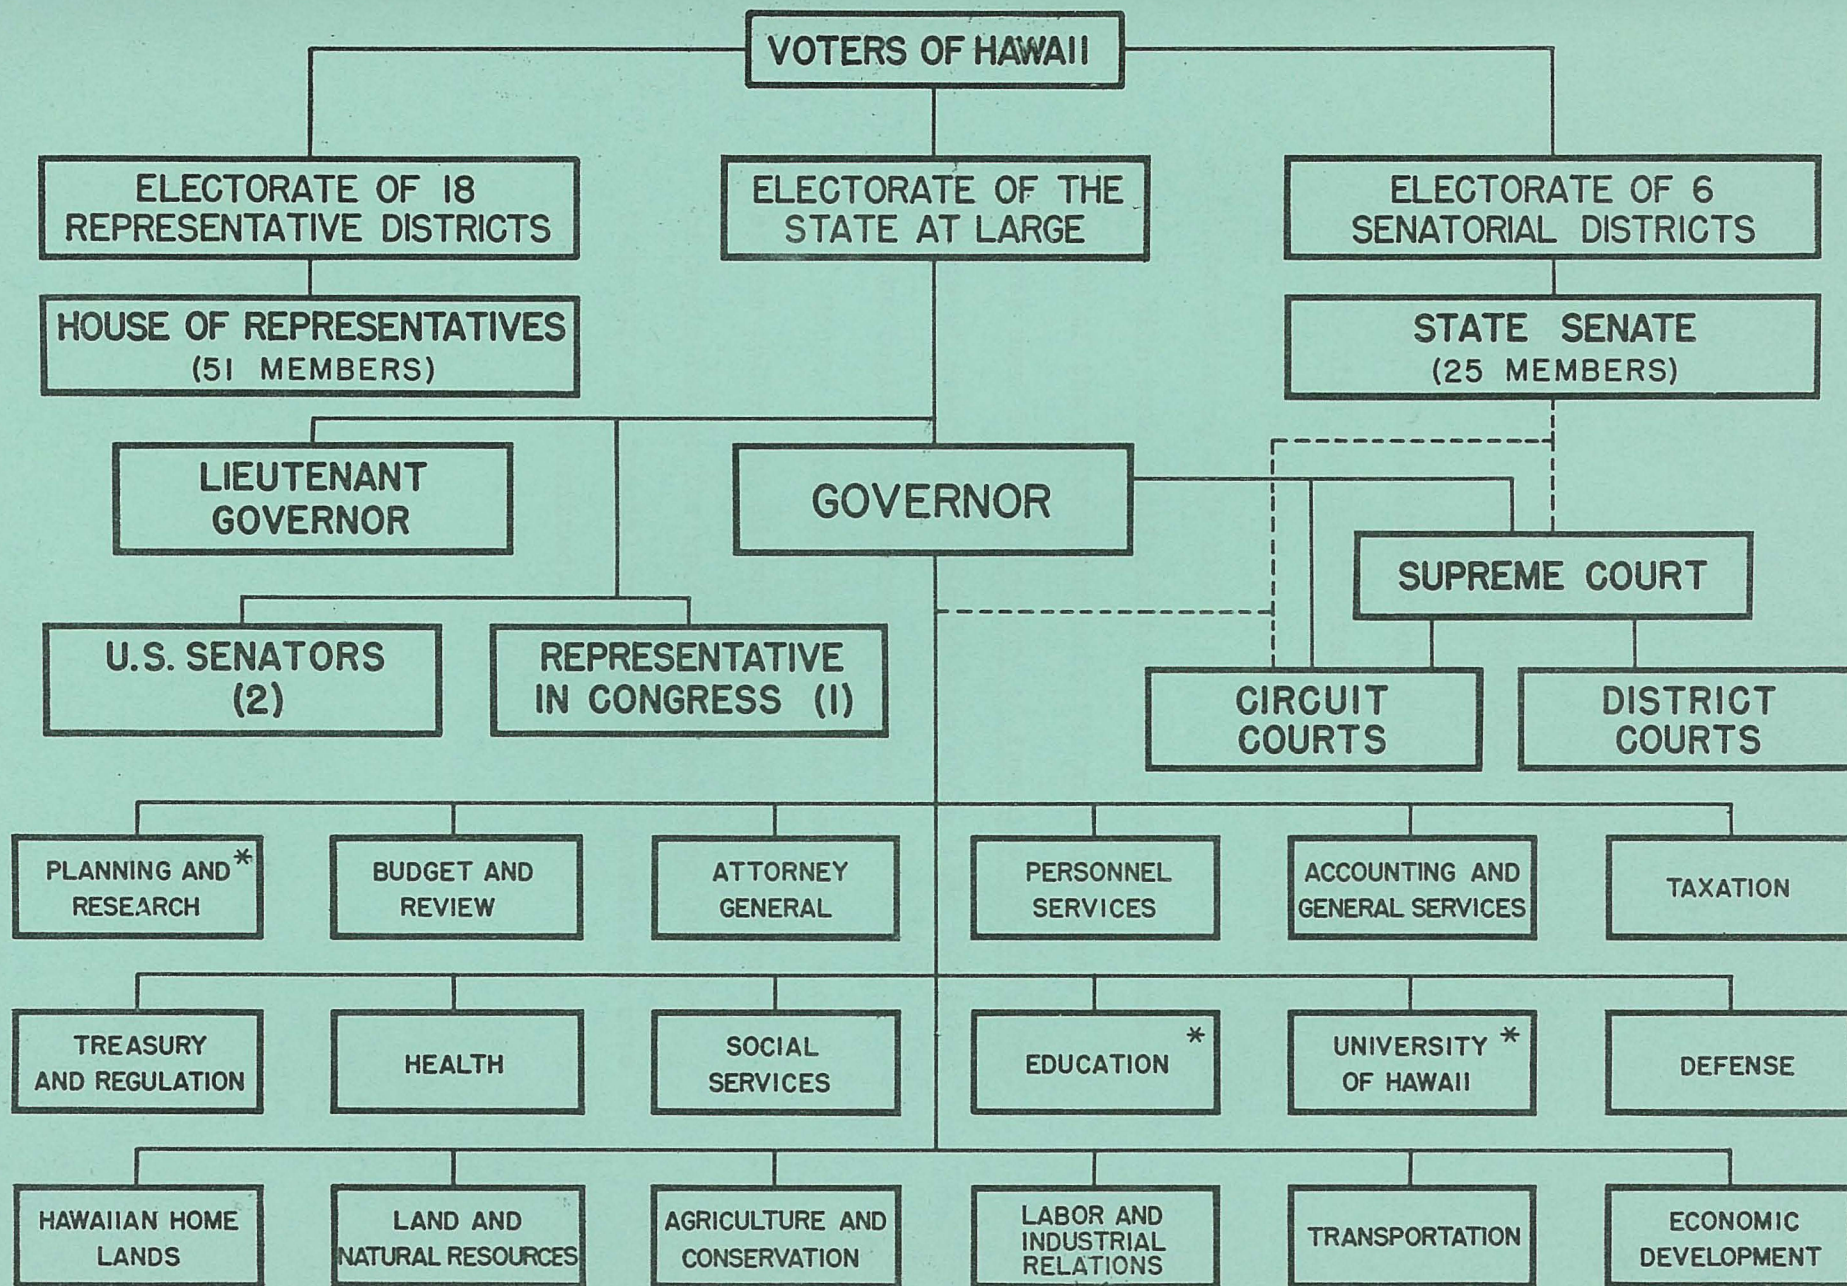 VOTERS OF HAWAII
ELECTORATE OF 18
REPRESENTATIVE DISTRICTS
ELECTORATE OF THE
STATE AT LARGE
ELECTORATE OF 6
SENATORIAL DISTRICTS
HOUSE OF REPRESENTATIVES
(51 MEMBERS)
STATE SENATE
(25 MEMBERS)
LIEUTENANT
GOVERNOR
GOVERNOR
SUPREME COURT
U.S. SENATORS
(2)
REPRESENTATIVE
IN CONGRESS (1)
CIRCUIT
COURTS
DISTRICT
COURTS
PLANNING AND *
RESEARCH
BUDGET AND
REVIEW
ATTORNEY
GENERAL
PERSONNEL
SERVICES
ACCOUNTING AND
GENERAL SERVICES
TAXATION
TREASURY
AND REGULATION
HEALTH
SOCIAL
SERVICES
EDUCATION *
UNIVERSITY *
OF HAWAII
DEFENSE
HAWAIIAN HOME
LANDS
LAND AND
NATURAL RESOURCES
AGRICULTURE AND
CONSERVATION
LABOR AND
INDUSTRIAL
RELATIONS
TRANSPORTATION
ECONOMIC
DEVELOPMENT